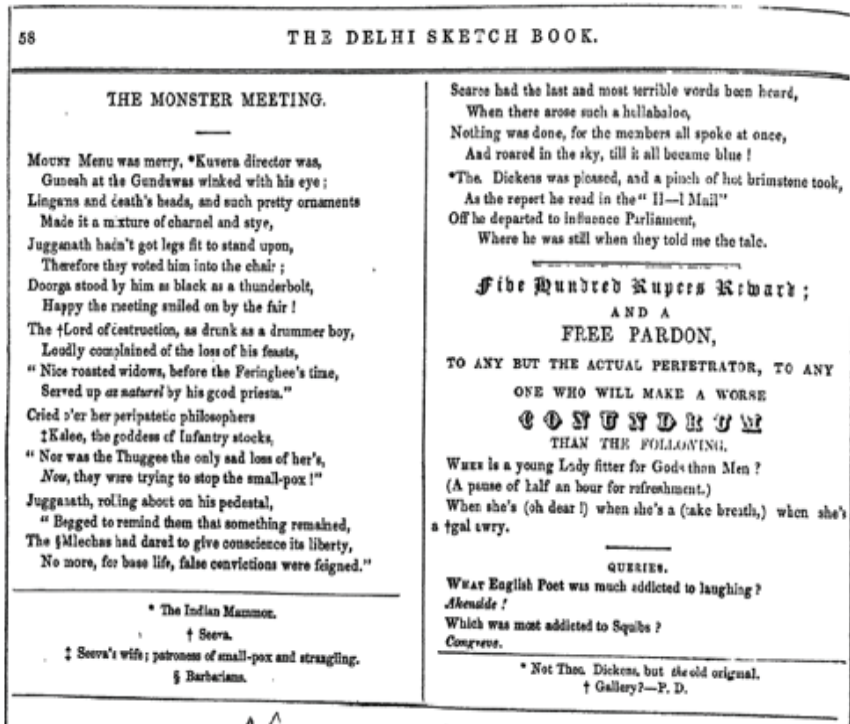 58
THE DELHI SKETCH BOOK.
THE MONSTER MEETING.
MOUNT Menu was merry, *Kuvera director was,
Gunesh at the Gundawas winked with his eye ;
Lingums and death's heads, and such pretty ornaments
Made it a mixture of charnel and stye,
Jugganath hadn't got legs fit to stand upon,
Therefore they voted him into the chair ;
Doorga stood by him as black as a thunderbolt,
Happy the meeting smiled on by the fair !
The †Lord of destruction, as drunk as a drummer boy,
Loudly complained of the loss of his feasts,
" Nice roasted widows, before the Feringhee's time,
Served up as naturel by his good priests."
Cried o'er her peripatetic philosophers
‡Kalee, the goddess of Infantry stocks,
" Nor was the Thuggee the only sad loss of her's,
Now, they were trying to stop the small-pox !"
Jugganath, rolling about on his pedestal,
" Begged to remind them that something remained,
The §Mlechas had dared to give conscience its liberty,
No more, for base life, false convictions were feigned."
* The Indian Mammon.
† Seeva.
‡ Seeva's wife; patroness of small-pox and strangling.
§ Barbarians.
Scarce had the last and most terrible words been heard,
When there arose such a hullabaloo,
Nothing was done, for the members all spoke at once,
And roared in the sky, till it all became blue !
*The. Dickens was pleased, and a pinch of hot brimstone took,
As the report he read in the " H—l Mail"
Off he departed to influence Parliament,
Where he was still when they told me the tale.
Five Hundred Rupees Reward ;
AND A
FREE PARDON,
TO ANY BUT THE ACTUAL PERPETRATOR, TO ANY
ONE WHO WILL MAKE A WORSE
CONUNDRUM
THAN THE FOLLOWING.
WHEN is a young Lady fitter for Gods than Men ?
(A pause of half an hour for refreshment.)
When she's (oh dear !) when she's a (take breath,) when she's
a †gal awry.
QUERIES.
WHAT English Poet was much addicted to laughing ?
Akenside !
Which was most addicted to Squibs ?
Congreve.
* Not Thee. Dickens, but the old original.
† Gallery?—P. D.